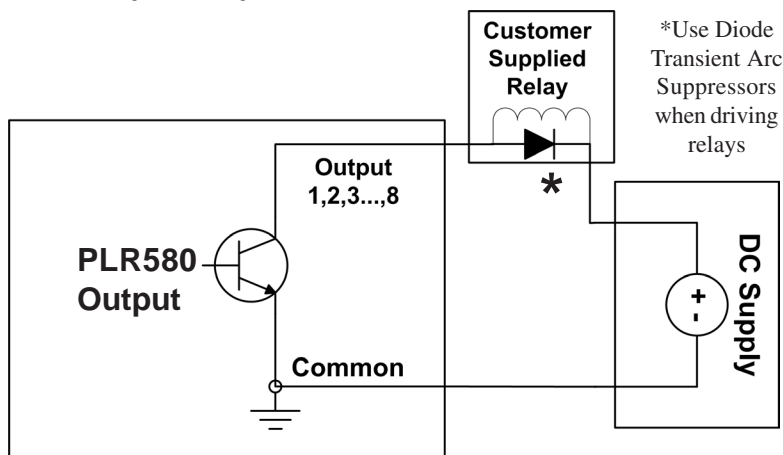 Customer
Supplied
Relay
*Use Diode
Transient Arc
Suppressors
when driving
relays
Output
1,2,3...,8
*
PLR580
Output
DC Supply
+
-
Common